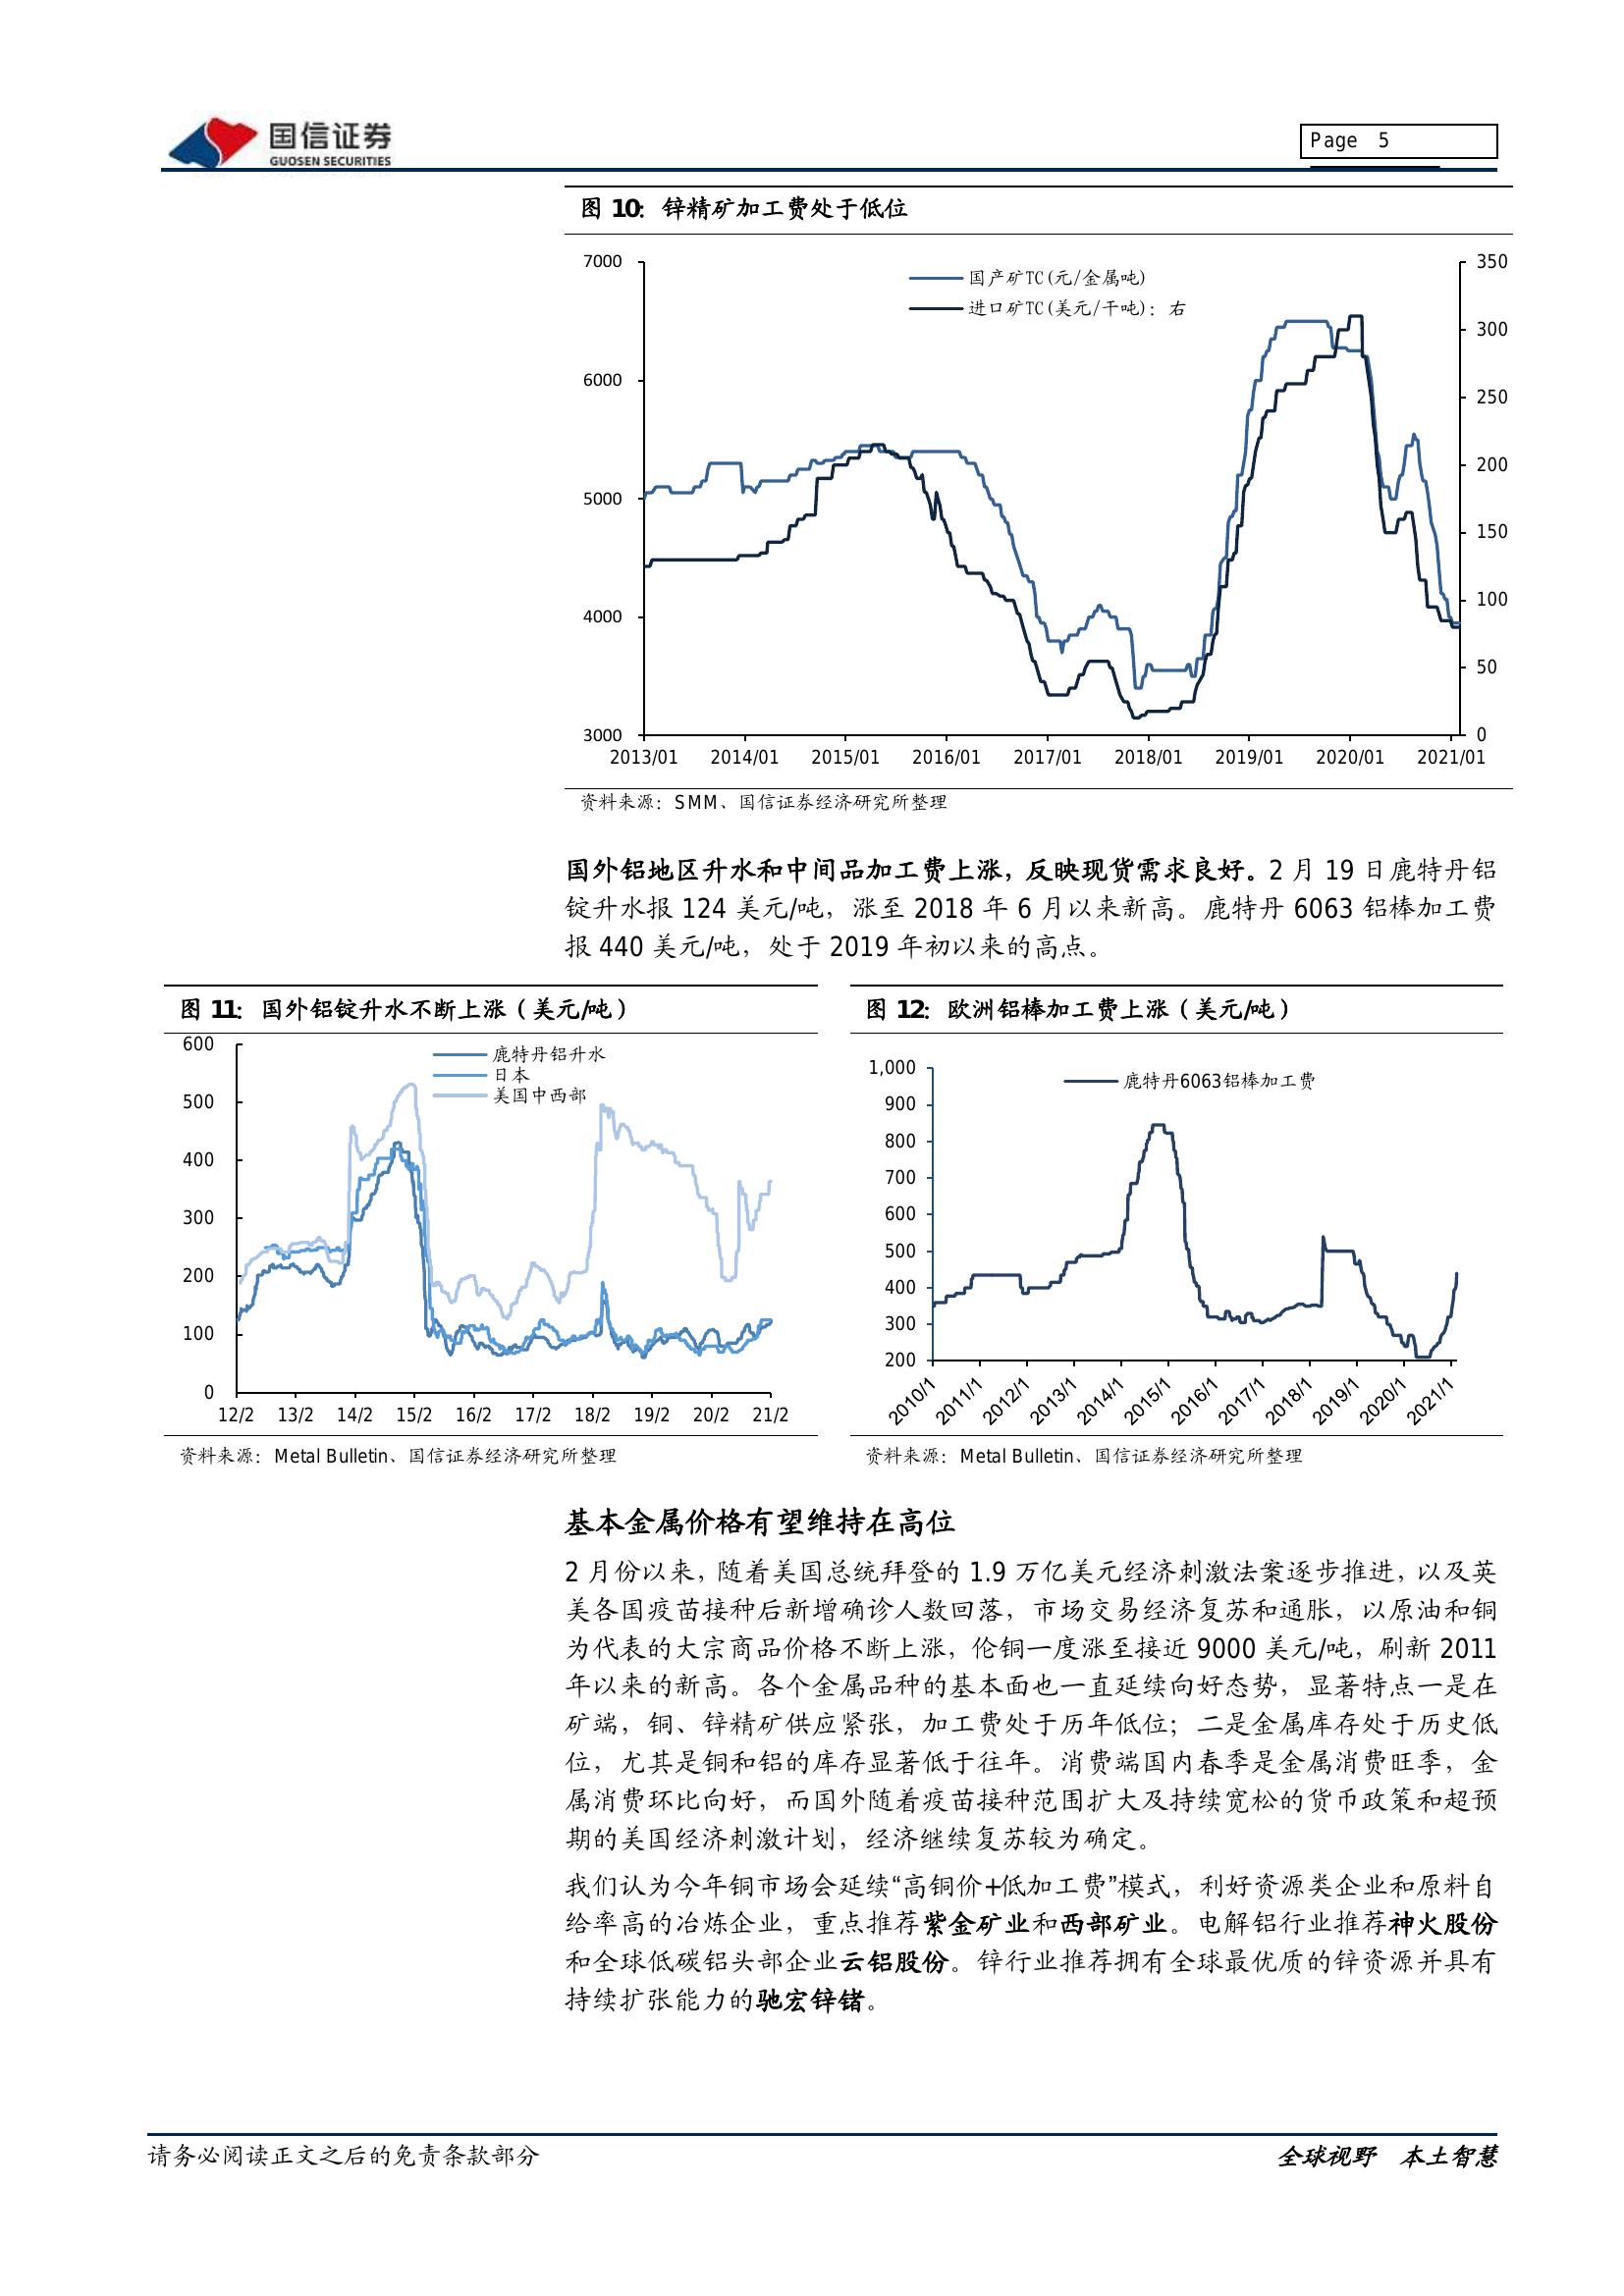 国信证券
GUOSEN SECURITIES
Page 5
图 10：锌精矿加工费处于低位
国产矿TC(元/金属吨)
进口矿TC(美元/干吨)：右
7000
6000
5000
4000
3000
350
300
250
200
150
100
50
0
2013/01 2014/01 2015/01 2016/01 2017/01 2018/01 2019/01 2020/01 2021/01
资料来源：SMM、国信证券经济研究所整理
国外铝地区升水和中间品加工费上涨，反映现货需求良好。2 月 19 日鹿特丹铝
锭升水报 124 美元/吨，涨至 2018 年 6 月以来新高。鹿特丹 6063 铝棒加工费
报 440 美元/吨，处于 2019 年初以来的高点。
图 11：国外铝锭升水不断上涨（美元/吨）
鹿特丹铝升水
日本
美国中西部
600
500
400
300
200
100
0
12/2 13/2 14/2 15/2 16/2 17/2 18/2 19/2 20/2 21/2
资料来源：Metal Bulletin、国信证券经济研究所整理
图 12：欧洲铝棒加工费上涨（美元/吨）
鹿特丹6063铝棒加工费
1,000
900
800
700
600
500
400
300
200
2010/1 2011/1 2012/1 2013/1 2014/1 2015/1 2016/1 2017/1 2018/1 2019/1 2020/1 2021/1
资料来源：Metal Bulletin、国信证券经济研究所整理
基本金属价格有望维持在高位
2 月份以来，随着美国总统拜登的 1.9 万亿美元经济刺激法案逐步推进，以及英
美各国疫苗接种后新增确诊人数回落，市场交易经济复苏和通胀，以原油和铜
为代表的大宗商品价格不断上涨，伦铜一度涨至接近 9000 美元/吨，刷新 2011
年以来的新高。各个金属品种的基本面也一直延续向好态势，显著特点一是在
矿端，铜、锌精矿供应紧张，加工费处于历年低位；二是金属库存处于历史低
位，尤其是铜和铝的库存显著低于往年。消费端国内春季是金属消费旺季，金
属消费环比向好，而国外随着疫苗接种范围扩大及持续宽松的货币政策和超预
期的美国经济刺激计划，经济继续复苏较为确定。
我们认为今年铜市场会延续“高铜价+低加工费”模式，利好资源类企业和原料自
给率高的冶炼企业，重点推荐紫金矿业和西部矿业。电解铝行业推荐神火股份
和全球低碳铝头部企业云铝股份。锌行业推荐拥有全球最优质的锌资源并具有
持续扩张能力的驰宏锌锗。
请务必阅读正文之后的免责条款部分
全球视野 本土智慧